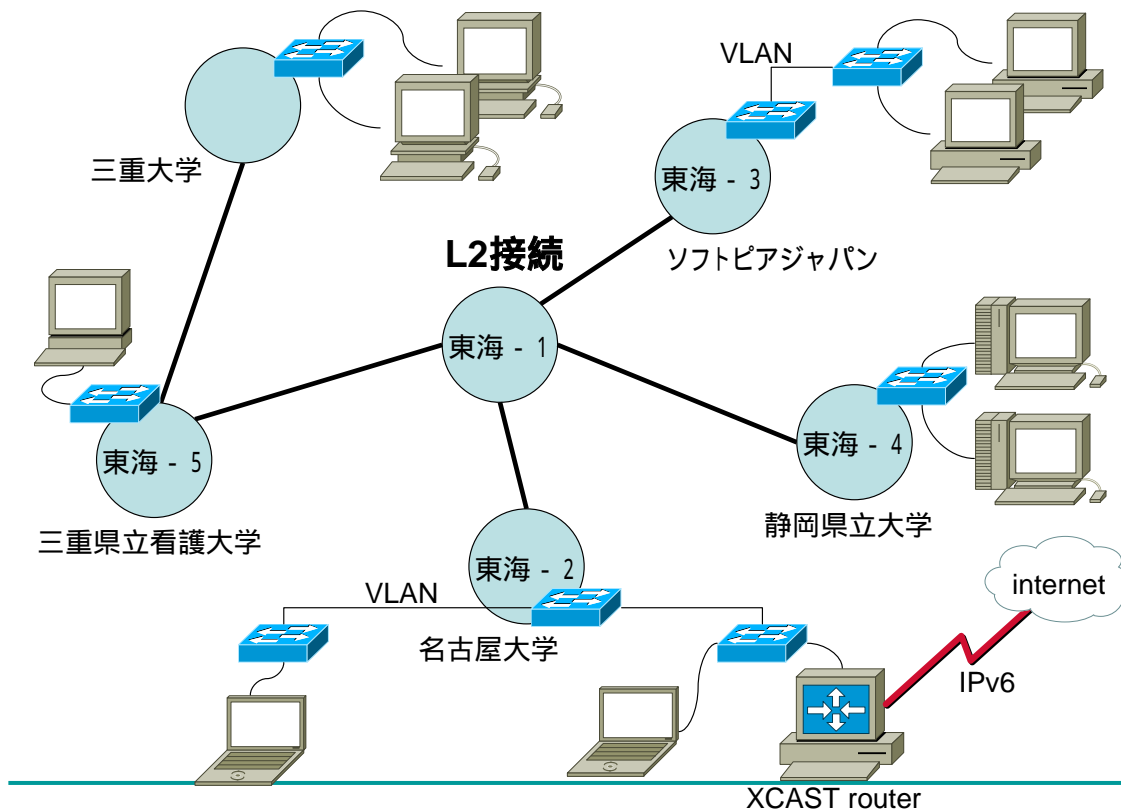 VLAN
三重大学
東海 - 3
L2接続
ソフトピアジャパン
東海 - 1
東海 - 5
東海 - 4
三重県立看護大学
静岡県立大学
東海 - 2
internet
VLAN
名古屋大学
IPv6
XCAST router